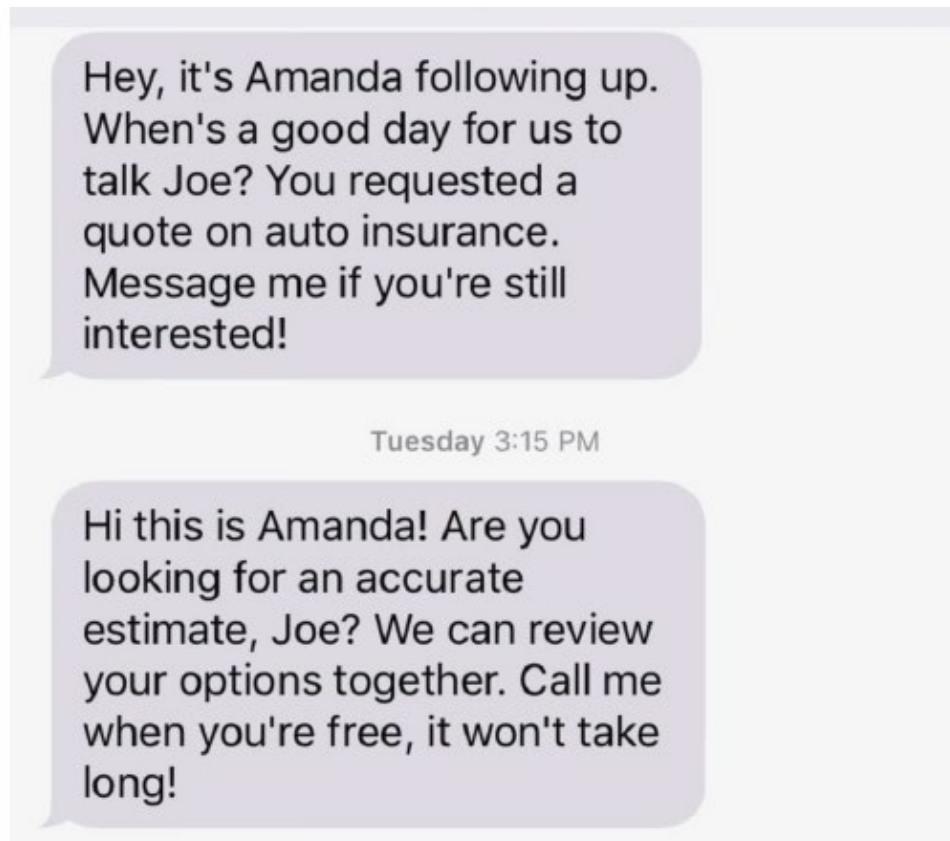 Hey, it's Amanda following up.
When's a good day for us to
talk Joe? You requested a
quote on auto insurance.
Message me if you're still
interested!
Tuesday 3:15 PM
Hi this is Amanda! Are you
looking for an accurate
estimate, Joe? We can review
your options together. Call me
when you're free, it won't take
long!